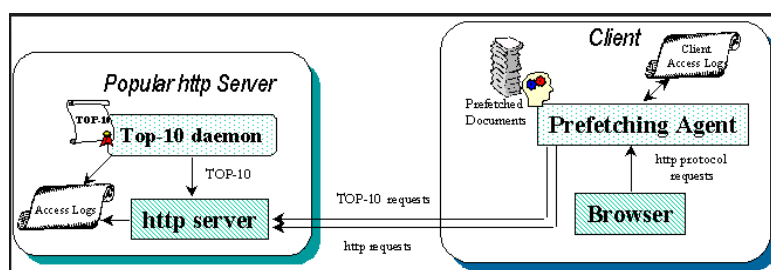 Popular http Server
TOP-10
Top-10 daemon
TOP-10
Access Logs
http server
TOP-10 requests
http requests
Client
Client
Access Logs
Prefetched
Documents
Prefetching Agent
http protocol
requests
Browser